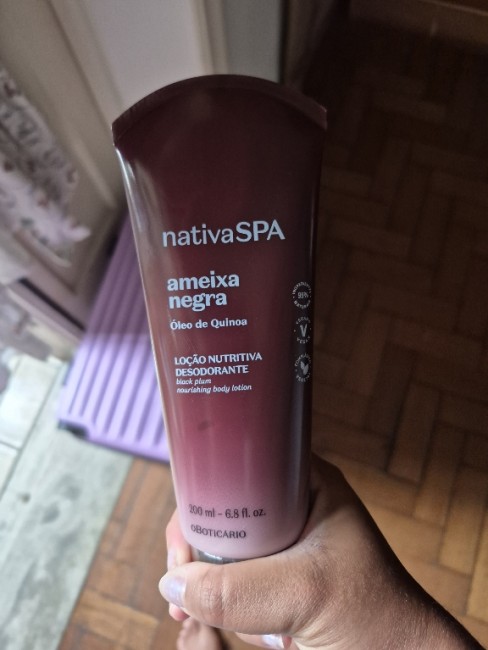 nativaSPA
ameixa
negra
Óleo de Quinoa
LOÇÃO NUTRITIVA
DESODORANTE
black plum
nourishing body lotion
200 ml - 6.8 fl. oz.
oBOTICÁRIO